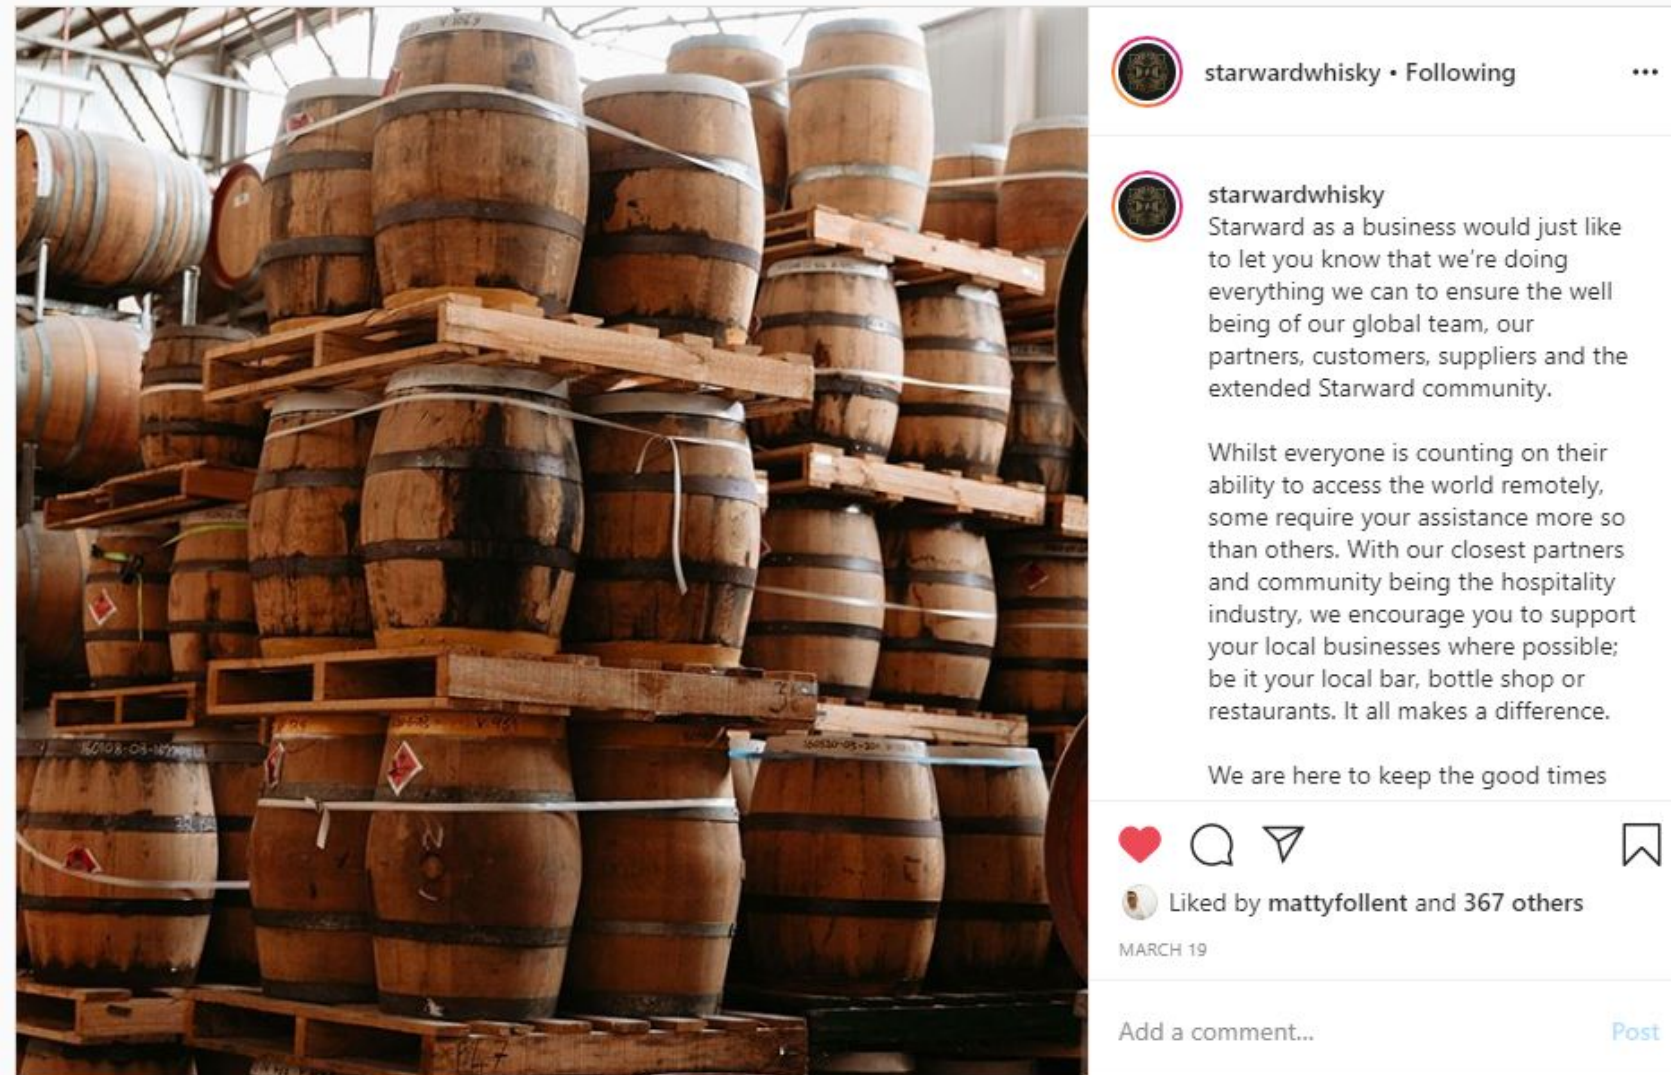 starwardwhisky • Following
starwardwhisky
Starward as a business would just like
to let you know that we're doing
everything we can to ensure the well
being of our global team, our
partners, customers, suppliers and the
extended Starward community.
Whilst everyone is counting on their
ability to access the world remotely,
some require your assistance more so
than others. With our closest partners
and community being the hospitality
industry, we encourage you to support
your local businesses where possible;
be it your local bar, bottle shop or
restaurants. It all makes a difference.
We are here to keep the good times
Liked by mattyfollent and 367 others
MARCH 19
Add a comment... Post